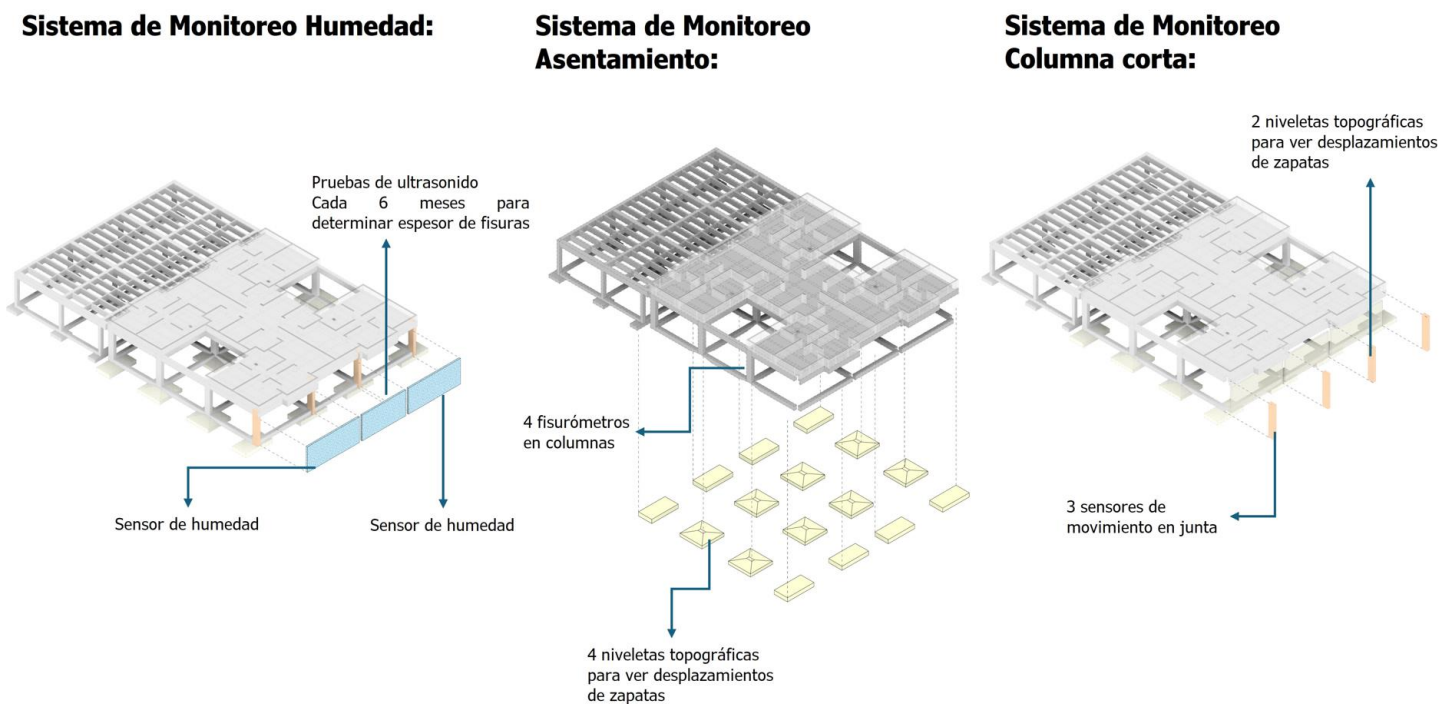 Sistema de Monitoreo Humedad:
Pruebas de ultrasonido
Cada 6 meses para
determinar espesor de fisuras
Sensor de humedad
Sensor de humedad
Sistema de Monitoreo
Asentamiento:
4 fisurómetros
en columnas
4 niveletas topográficas
para ver desplazamientos
de zapatas
Sistema de Monitoreo
Columna corta:
2 niveletas topográficas
para ver desplazamientos
de zapatas
3 sensores de
movimiento en junta